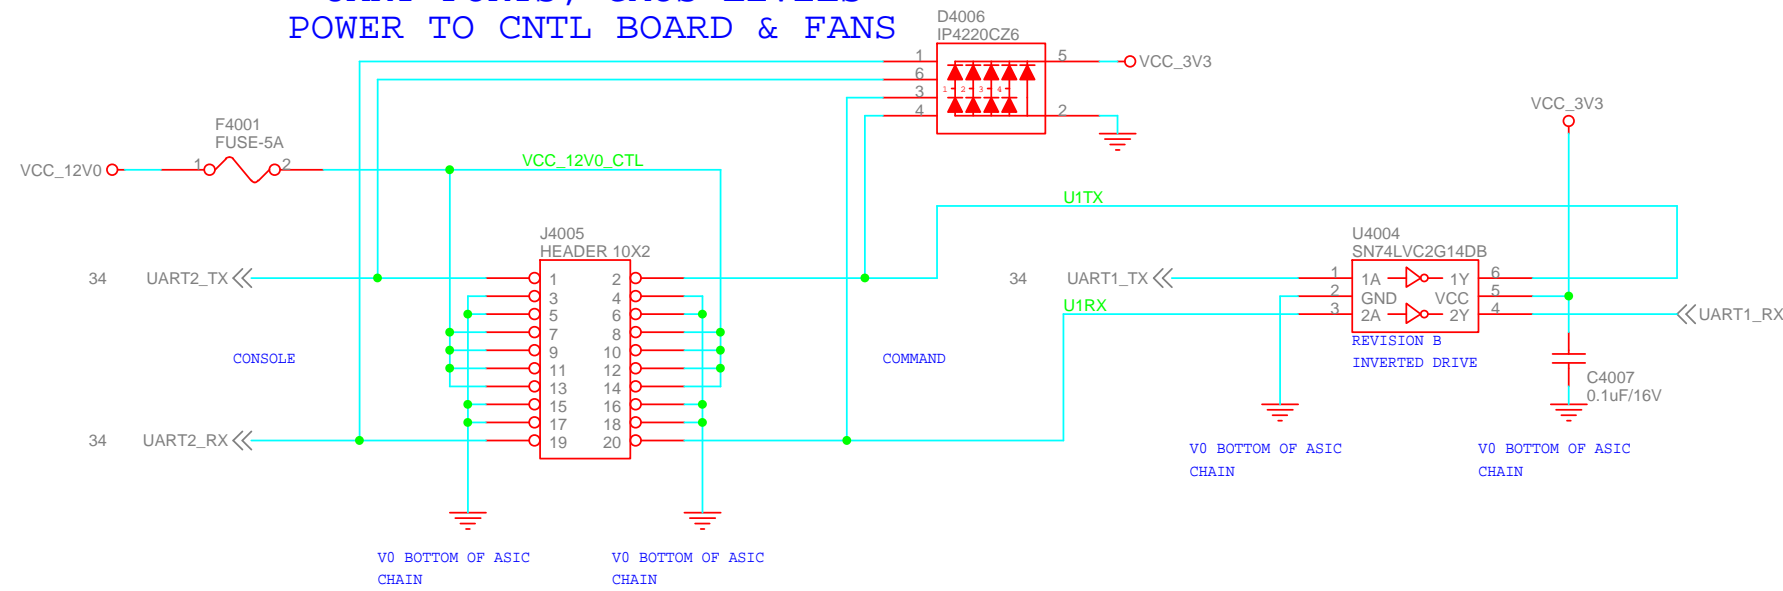 POWER TO CNTL BOARD & FANS
D4006
IP4220CZ6
1
6
3
4
5
2
1 2 3 4
VCC_3V3
VCC_3V3
F4001
FUSE-5A
VCC_12V0
1
2
VCC_12V0_CTL
U1TX
J4005
HEADER 10X2
U4004
SN74LVC2G14DB
34
UART2_TX
1 2
3 4
5 6
7 8
9 10
11 12
13 14
15 16
17 18
19 20
34
UART1_TX
U1RX
1
2
3
1A 1Y
GND VCC
2A 2Y
6
5
4
UART1_RX
CONSOLE
COMMAND
REVISION B
INVERTED DRIVE
C4007
0.1uF/16V
34
UART2_RX
V0 BOTTOM OF ASIC
CHAIN
V0 BOTTOM OF ASIC
CHAIN
V0 BOTTOM OF ASIC
CHAIN
V0 BOTTOM OF ASIC
CHAIN